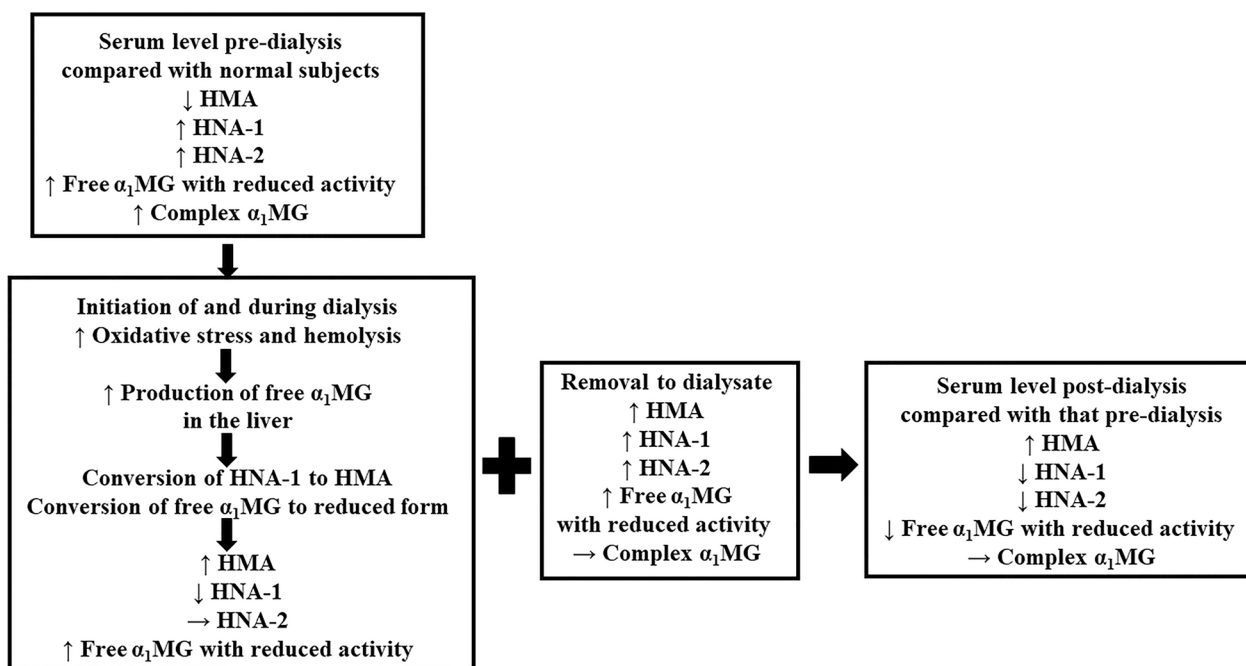 Serum level pre-dialysis
compared with normal subjects
↓ HMA
↑ HNA-1
↑ HNA-2
↑ Free α₁MG with reduced activity
↑ Complex α₁MG
Initiation of and during dialysis
↑ Oxidative stress and hemolysis
↑ Production of free α₁MG
in the liver
Conversion of HNA-1 to HMA
Conversion of free α₁MG to reduced form
↑ HMA
↓ HNA-1
→ HNA-2
↑ Free α₁MG with reduced activity
Removal to dialysate
↑ HMA
↑ HNA-1
↑ HNA-2
↑ Free α₁MG
with reduced activity
→ Complex α₁MG
Serum level post-dialysis
compared with that pre-dialysis
↑ HMA
↓ HNA-1
↓ HNA-2
↓ Free α₁MG with reduced activity
→ Complex α₁MG